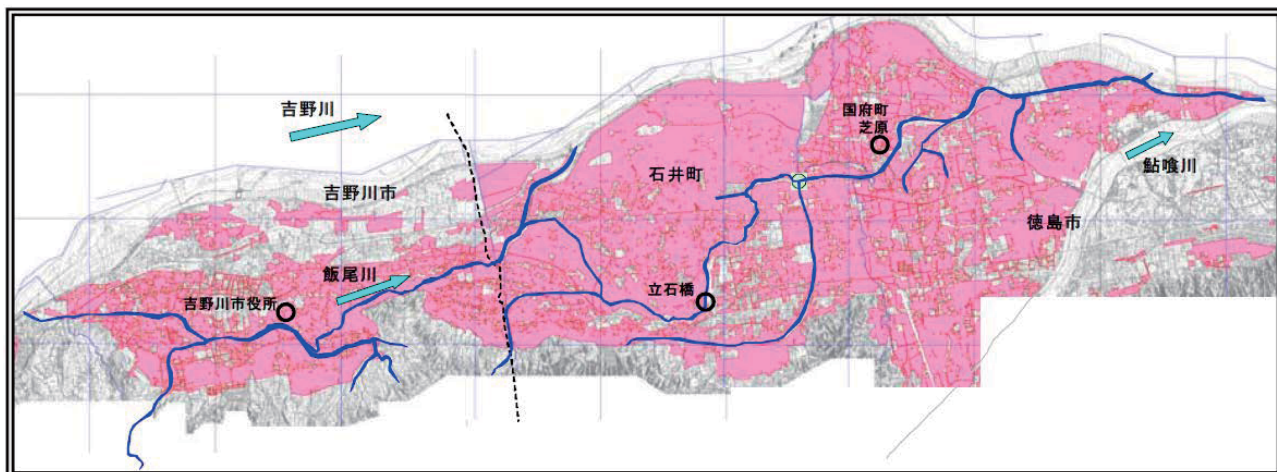 吉野川
国府町
芝原
石井町
鮎喰川
吉野川市
徳島市
飯尾川
吉野川市役所
立石橋